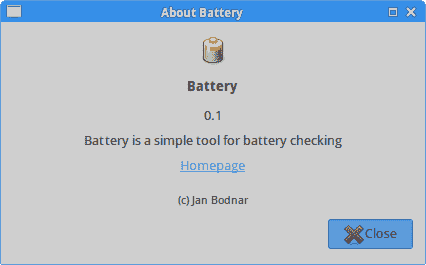 About Battery
Battery
0.1
Battery is a simple tool for battery checking
Homepage
(c) Jan Bodnar
Close